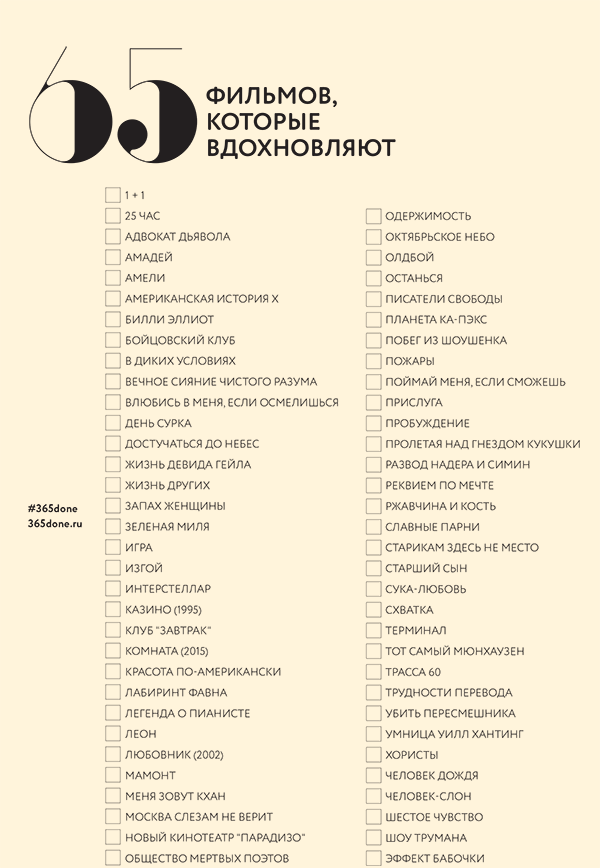 65
ФИЛЬМОВ,
КОТОРЫЕ
ВДОХНОВЛЯЮТ
1 + 1
25 ЧАС
АДВОКАТ ДЬЯВОЛА
АМАДЕЙ
АМЕЛИ
АМЕРИКАНСКАЯ ИСТОРИЯ Х
БИЛЛИ ЭЛЛИОТ
БОЙЦОВСКИЙ КЛУБ
В ДИКИХ УСЛОВИЯХ
ВЕЧНОЕ СИЯНИЕ ЧИСТОГО РАЗУМА
ВЛЮБИСЬ В МЕНЯ, ЕСЛИ ОСМЕЛИШЬСЯ
ДЕНЬ СУРКА
ДОСТУЧАТЬСЯ ДО НЕБЕС
ЖИЗНЬ ДЕВИДА ГЕЙЛА
ЖИЗНЬ ДРУГИХ
ЗАПАХ ЖЕНЩИНЫ
ЗЕЛЕНАЯ МИЛЯ
ИГРА
ИЗГОЙ
ИНТЕРСТЕЛЛАР
КАЗИНО (1995)
КЛУБ "ЗАВТРАК"
КОМНАТА (2015)
КРАСОТА ПО-АМЕРИКАНСКИ
ЛАБИРИНТ ФАВНА
ЛЕГЕНДА О ПИАНИСТЕ
ЛЕОН
ЛЮБОВНИК (2002)
МАМОНТ
МЕНЯ ЗОВУТ КХАН
МОСКВА СЛЕЗАМ НЕ ВЕРИТ
НОВЫЙ КИНОТЕАТР "ПАРАДИЗО"
ОБЩЕСТВО МЕРТВЫХ ПОЭТОВ
ОДЕРЖИМОСТЬ
ОКТЯБРЬСКОЕ НЕБО
ОЛДБОЙ
ОСТАНЬСЯ
ПИСАТЕЛИ СВОБОДЫ
ПЛАНЕТА КА-ПЭКС
ПОБЕГ ИЗ ШОУШЕНКА
ПОЖАРЫ
ПОЙМАЙ МЕНЯ, ЕСЛИ СМОЖЕШЬ
ПРИСЛУГА
ПРОБУЖДЕНИЕ
ПРОЛЕТАЯ НАД ГНЕЗДОМ КУКУШКИ
РАЗВОД НАДЕРА И СИМИН
РЕКВИЕМ ПО МЕЧТЕ
РЖАВЧИНА И КОСТЬ
СЛАВНЫЕ ПАРНИ
СТАРИКАМ ЗДЕСЬ НЕ МЕСТО
СТАРШИЙ СЫН
СУКА-ЛЮБОВЬ
СХВАТКА
ТЕРМИНАЛ
ТОТ САМЫЙ МЮНХАУЗЕН
ТРАССА 60
ТРУДНОСТИ ПЕРЕВОДА
УБИТЬ ПЕРЕСМЕШНИКА
УМНИЦА УИЛЛ ХАНТИНГ
ХОРИСТЫ
ЧЕЛОВЕК ДОЖДЯ
ЧЕЛОВЕК-СЛОН
ШЕСТОЕ ЧУВСТВО
ШОУ ТРУМАНА
ЭФФЕКТ БАБОЧКИ
#365done
365done.ru